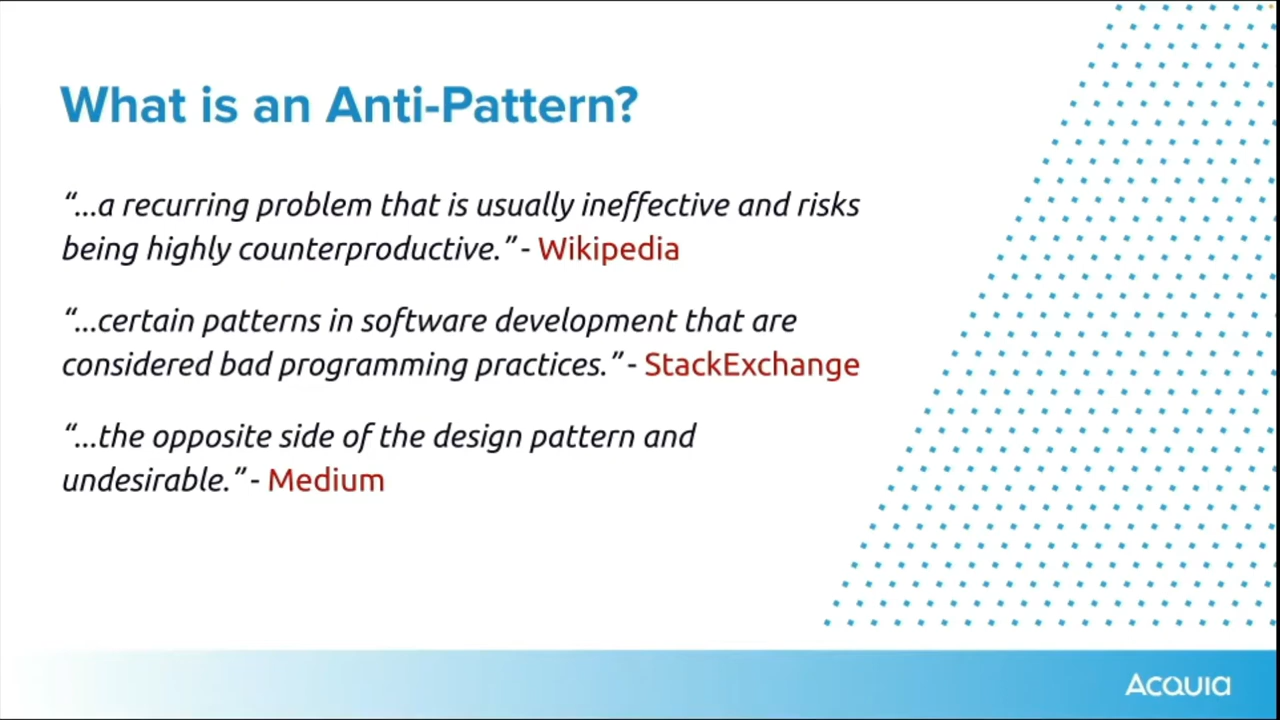 What is an Anti-Pattern?
“...a recurring problem that is usually ineffective and risks
being highly counterproductive.” - Wikipedia
“...certain patterns in software development that are
considered bad programming practices.” - StackExchange
“...the opposite side of the design pattern and
undesirable.” - Medium
ACQUIA